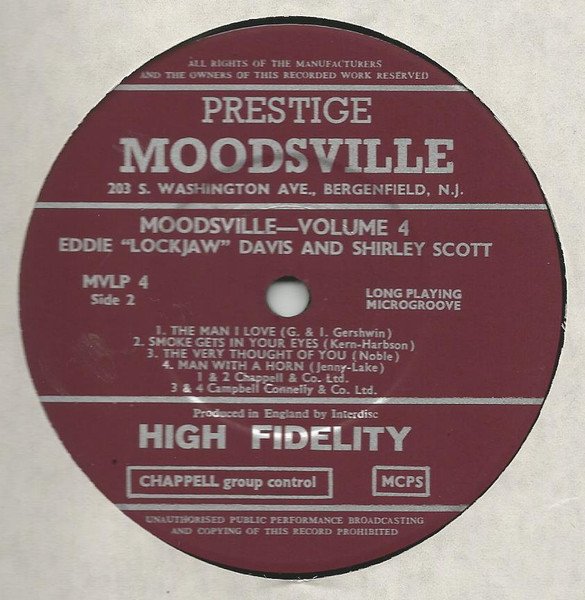 ALL RIGHTS OF THE MANUFACTURERS
AND THE OWNERS OF THIS RECORDED WORK RESERVED
PRESTIGE
MOODSVILLE
203 S. WASHINGTON AVE., BERGENFIELD, N.J.
MOODSVILLE—VOLUME 4
EDDIE "LOCKJAW" DAVIS AND SHIRLEY SCOTT
MVLP 4
Side 2
LONG PLAYING
MICROGROOVE
1. THE MAN I LOVE (G. & I. Gershwin)
2. SMOKE GETS IN YOUR EYES (Kern-Harbson)
3. THE VERY THOUGHT OF YOU (Noble)
4. MAN WITH A HORN (Jenny-Lake)
1 & 2 Chappell & Co. Ltd.
3 & 4 Campbell Connelly & Co. Ltd.
Produced in England by Interdisc
HIGH FIDELITY
CHAPPELL group control
MCPS
UNAUTHORISED PUBLIC PERFORMANCE BROADCASTING
AND COPYING OF THIS RECORD PROHIBITED